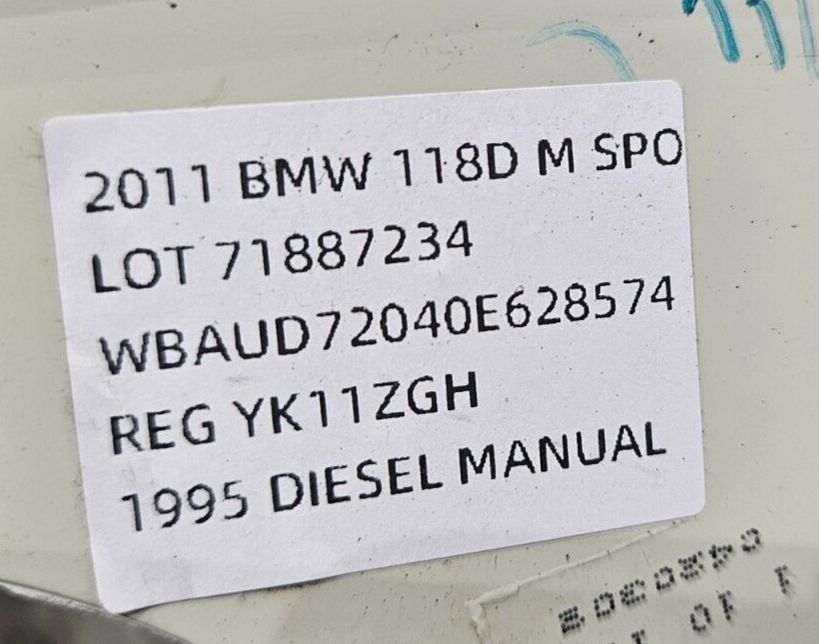 2011 BMW 118D M SPO
LOT 71887234
WBAUD72040E628574
REG YK11ZGH
1995 DIESEL MANUAL